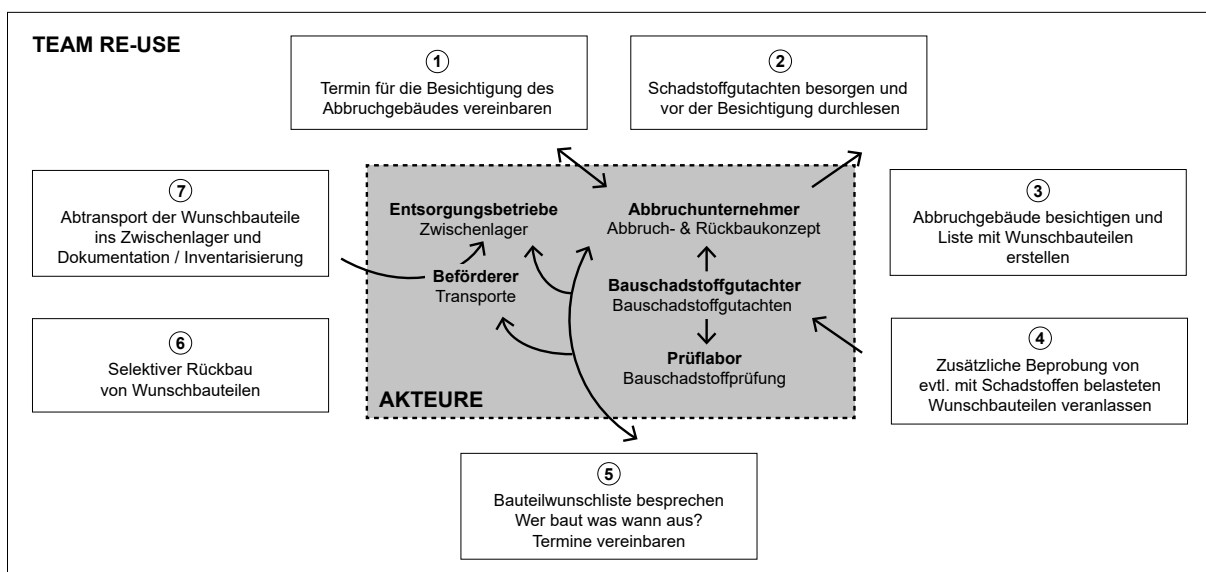 TEAM RE-USE
1
Termin für die Besichtigung des
Abbruchgebäudes vereinbaren
2
Schadstoffgutachten besorgen und
vor der Besichtigung durchlesen
7
Abtransport der Wunschbauteile
ins Zwischenlager und
Dokumentation / Inventarisierung
Entsorgungsbetriebe
Zwischenlager
Beförderer
Transporte
Abbruchunternehmer
Abbruch- & Rückbaukonzept
Bauschadstoffgutachter
Bauschadstoffgutachten
Prüflabor
Bauschadstoffprüfung
AKTEURE
3
Abbruchgebäude besichtigen und
Liste mit Wunschbauteilen
erstellen
6
Selektiver Rückbau
von Wunschbauteilen
4
Zusätzliche Beprobung von
evtl. mit Schadstoffen belasteten
Wunschbauteilen veranlassen
5
Bauteilwunschliste besprechen
Wer baut was wann aus?
Termine vereinbaren